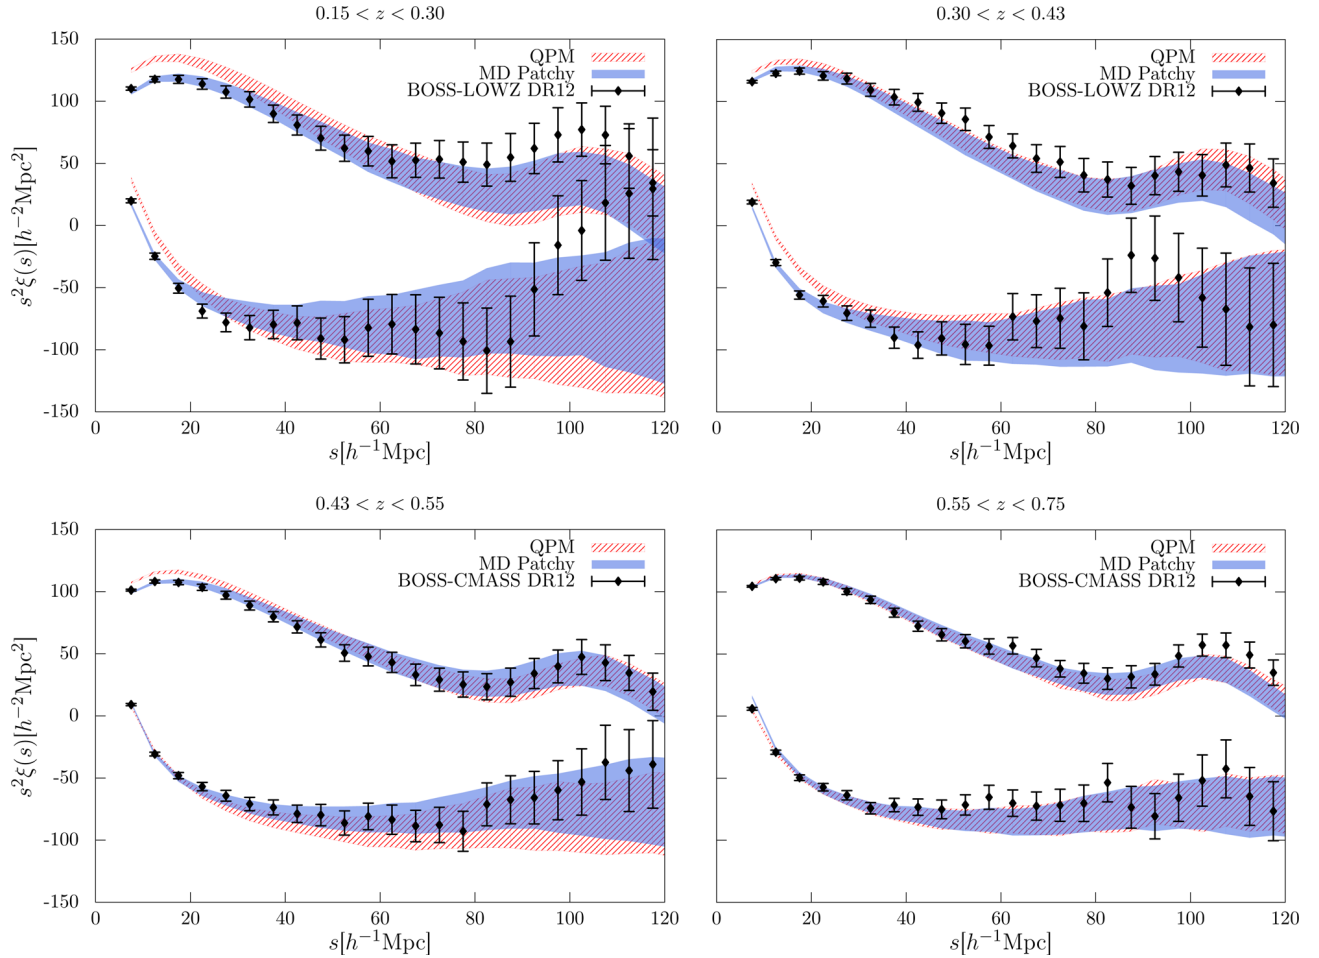 0.15 < z < 0.30
150
100
50
0
-50
-100
-150
s²ξ(s)[h⁻²Mpc²]
QPM
MD Patchy
BOSS-LOWZ DR12
0 20 40 60 80 100 120
s[h⁻¹Mpc]
0.30 < z < 0.43
QPM
MD Patchy
BOSS-LOWZ DR12
0 20 40 60 80 100 120
s[h⁻¹Mpc]
0.43 < z < 0.55
150
100
50
0
-50
-100
-150
s²ξ(s)[h⁻²Mpc²]
QPM
MD Patchy
BOSS-CMASS DR12
0 20 40 60 80 100 120
s[h⁻¹Mpc]
0.55 < z < 0.75
QPM
MD Patchy
BOSS-CMASS DR12
0 20 40 60 80 100 120
s[h⁻¹Mpc]